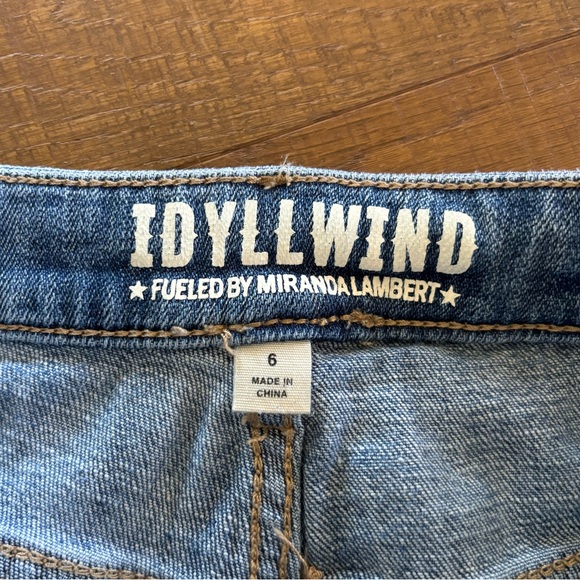 IDYLLWIND
★ FUELED BY MIRANDA LAMBERT ★
6
MADE IN
CHINA